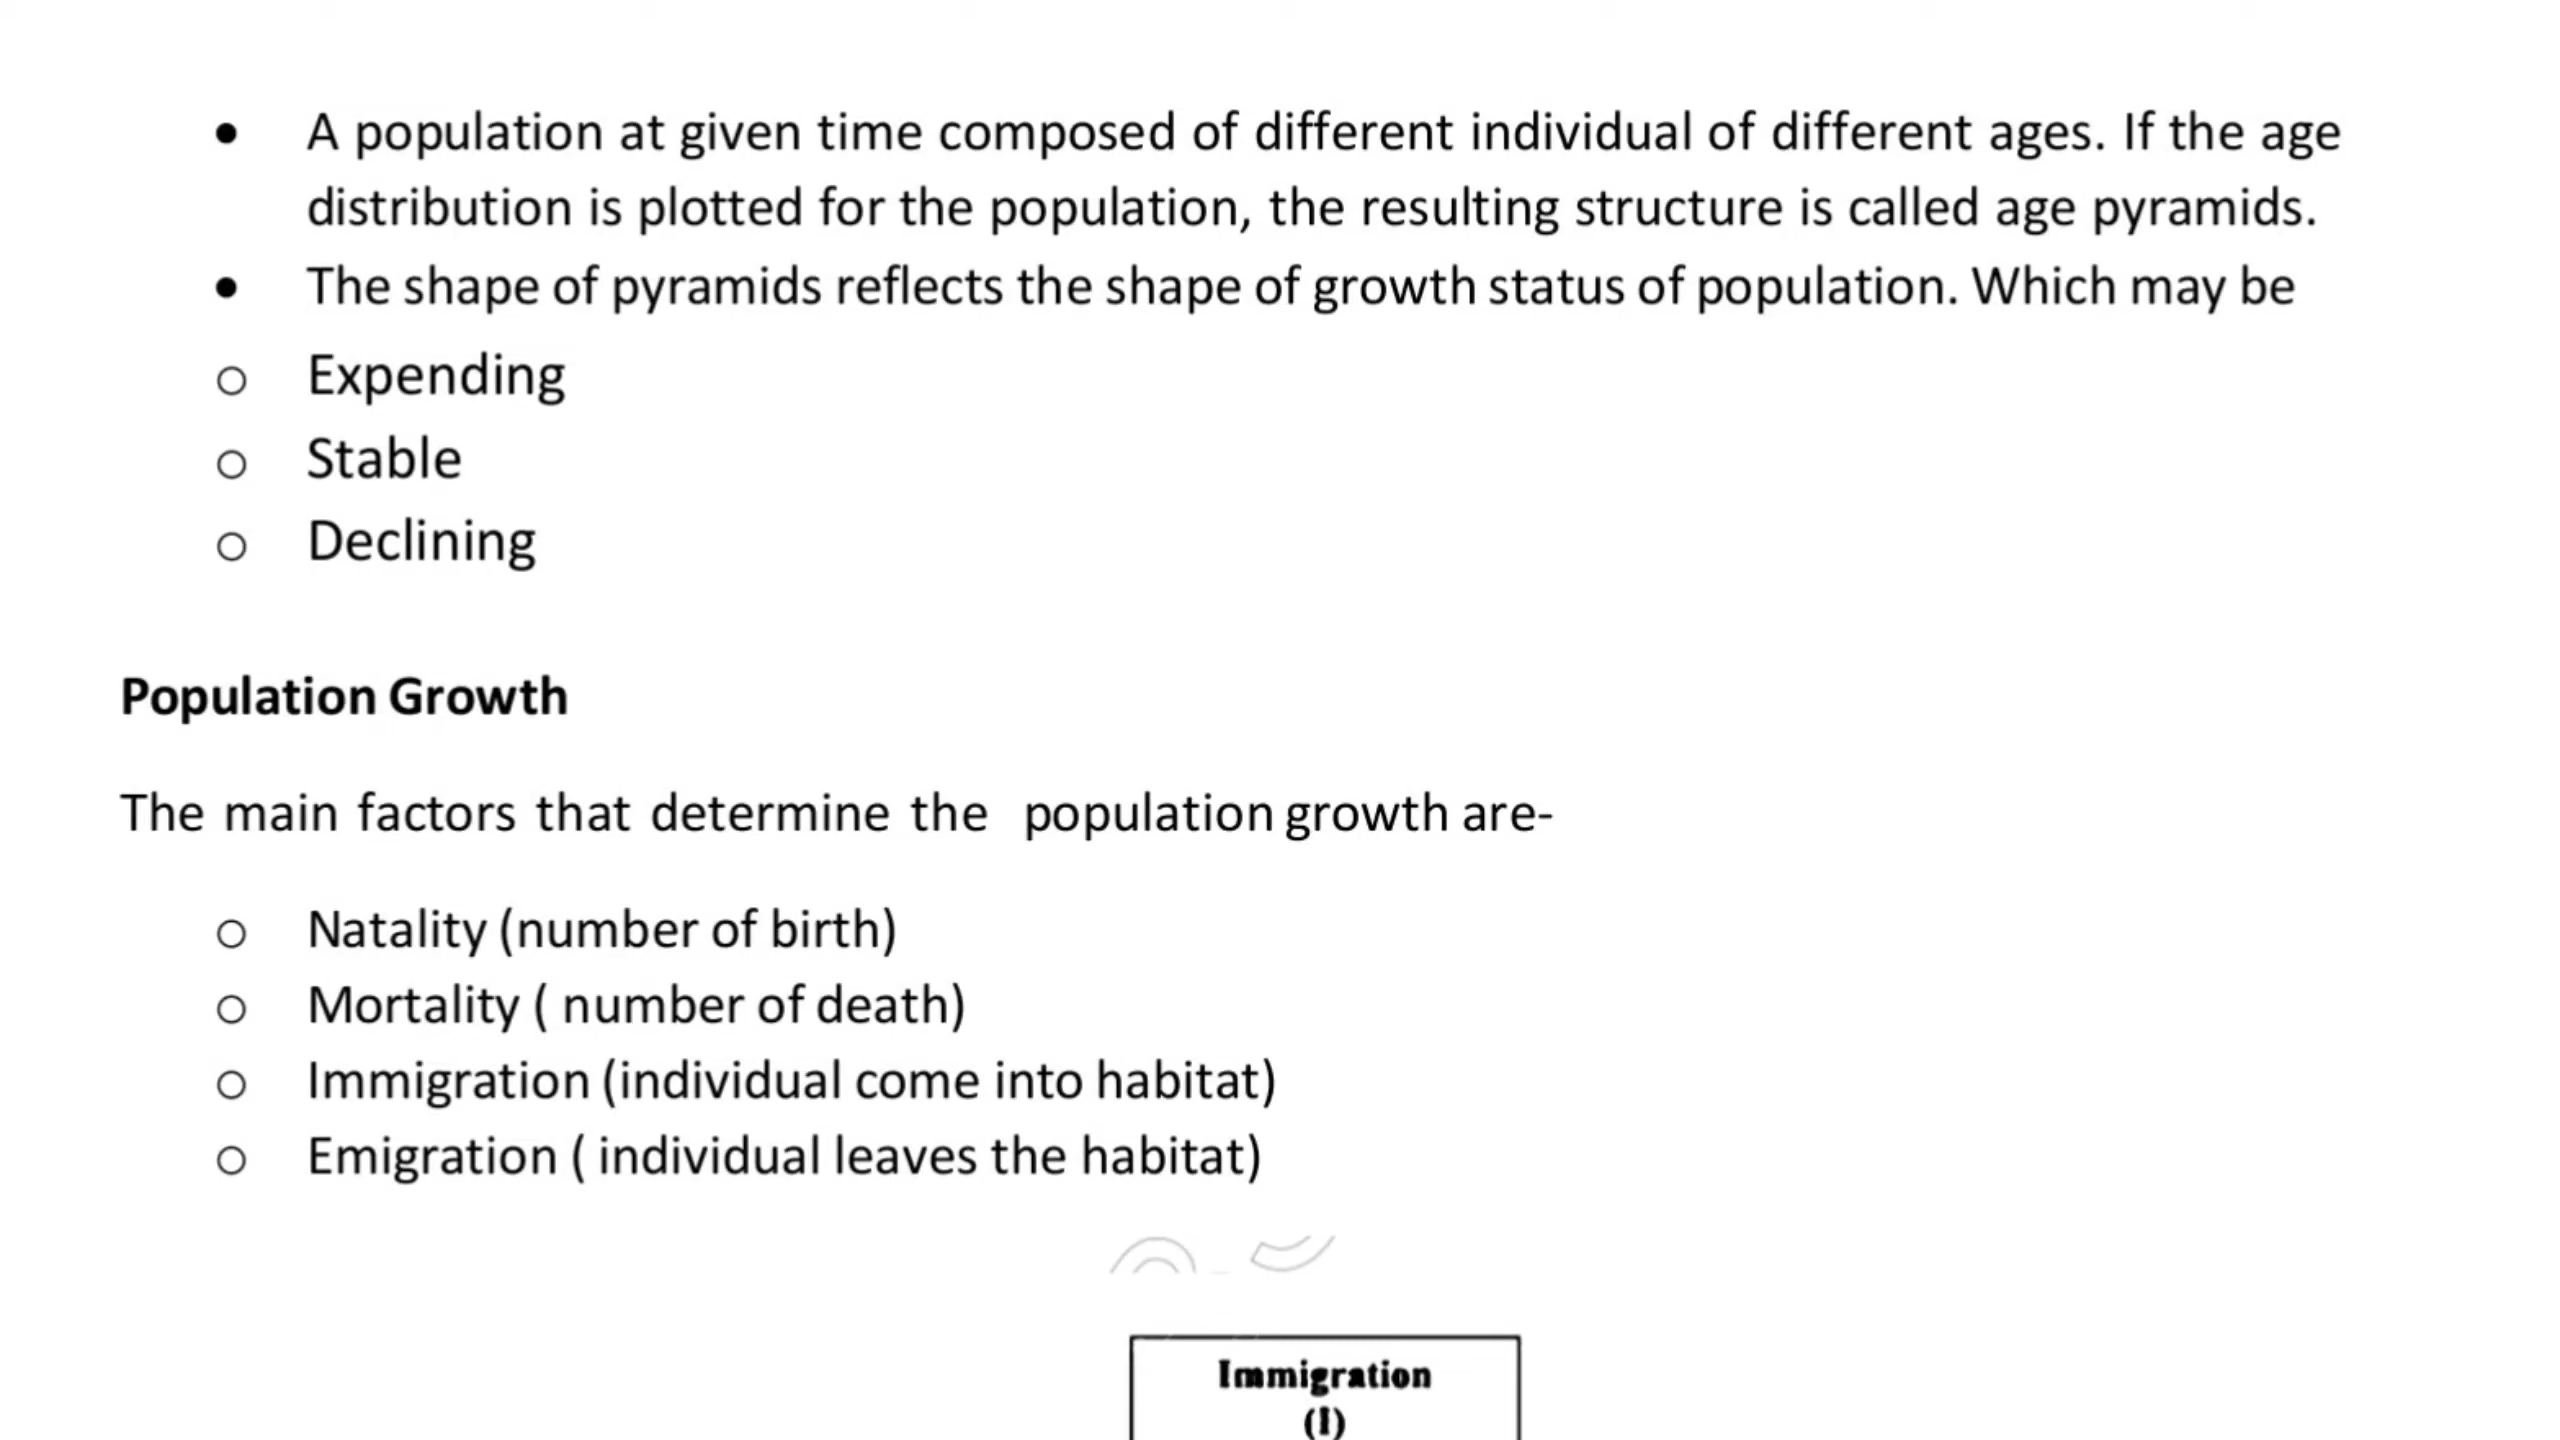 • A population at given time composed of different individual of different ages. If the age
distribution is plotted for the population, the resulting structure is called age pyramids.
• The shape of pyramids reflects the shape of growth status of population. Which may be
○ Expending
○ Stable
○ Declining
Population Growth
The main factors that determine the population growth are-
○ Natality (number of birth)
○ Mortality ( number of death)
○ Immigration (individual come into habitat)
○ Emigration ( individual leaves the habitat)
Immigration
(I)